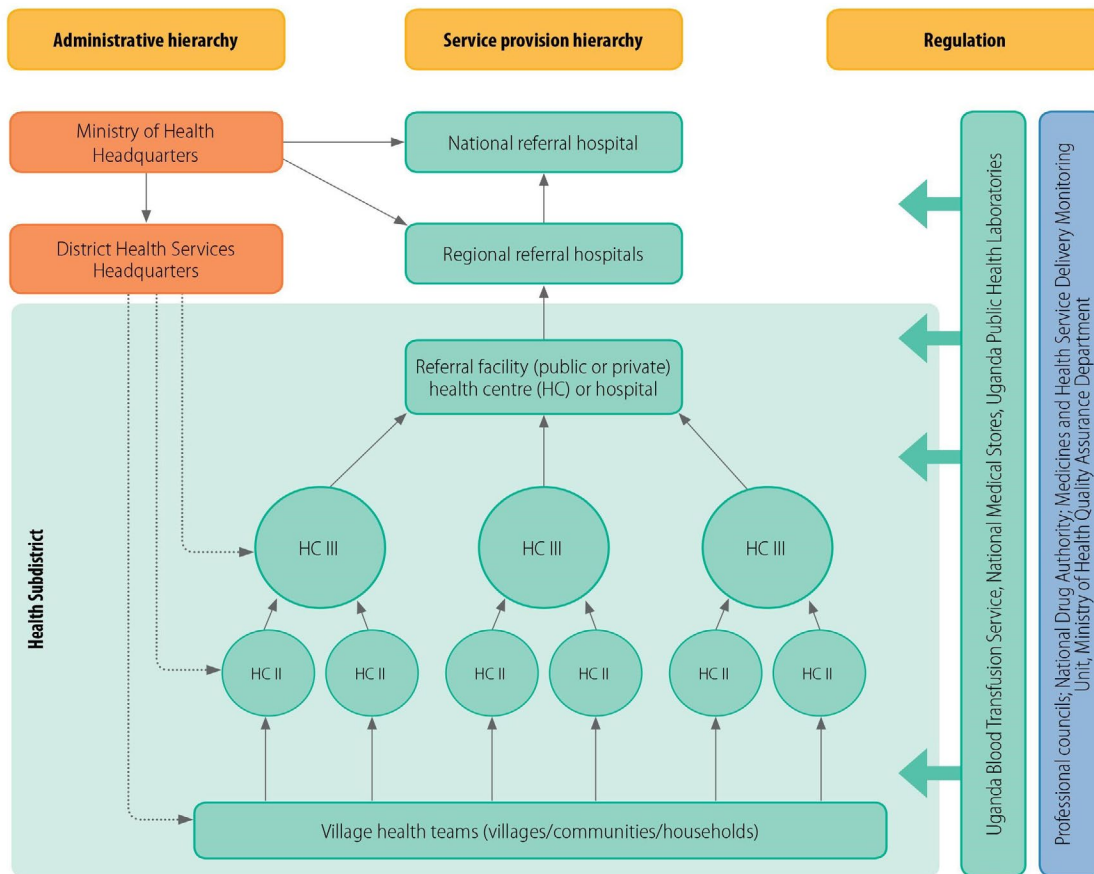 Administrative hierarchy
Service provision hierarchy
Regulation
Ministry of Health
Headquarters
National referral hospital
District Health Services
Headquarters
Regional referral hospitals
Referral facility (public or private)
health centre (HC) or hospital
Health Subdistrict
HC III
HC III
HC III
HC II
HC II
HC II
HC II
HC II
HC II
Village health teams (villages/communities/households)
Uganda Blood Transfusion Service, National Medical Stores, Uganda Public Health Laboratories
Professional councils; National Drug Authority; Medicines and Health Service Delivery Monitoring
Unit, Ministry of Health Quality Assurance Department